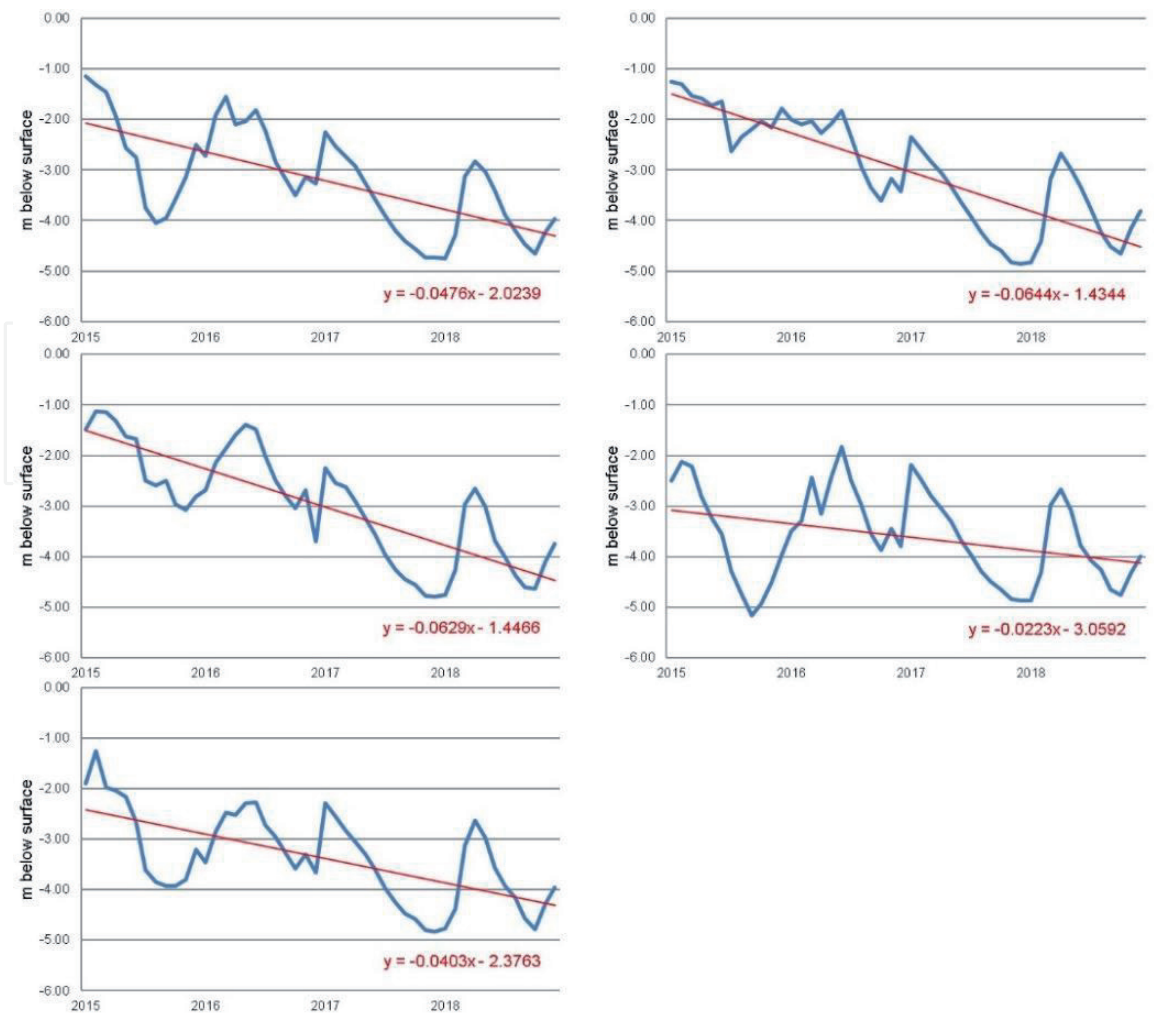 0.00
-1.00
-2.00
-3.00
-4.00
-5.00
-6.00
m below surface
y = -0.0476x - 2.0239
2015 2016 2017 2018
0.00
-1.00
-2.00
-3.00
-4.00
-5.00
-6.00
m below surface
y = -0.0644x - 1.4344
2015 2016 2017 2018
0.00
-1.00
-2.00
-3.00
-4.00
-5.00
-6.00
m below surface
y = -0.0629x - 1.4466
2015 2016 2017 2018
0.00
-1.00
-2.00
-3.00
-4.00
-5.00
-6.00
m below surface
y = -0.0223x - 3.0592
2015 2016 2017 2018
0.00
-1.00
-2.00
-3.00
-4.00
-5.00
-6.00
m below surface
y = -0.0403x - 2.3763
2015 2016 2017 2018